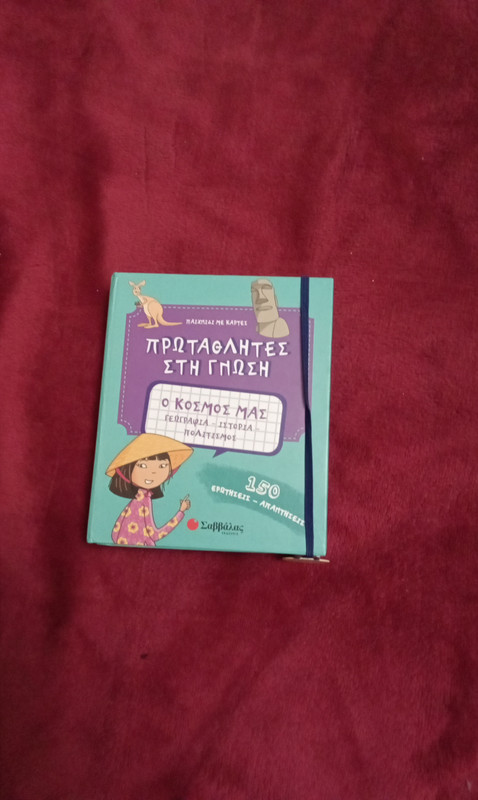 ΠΑΙΧΝΙΔΙ ΜΕ ΚΑΡΤΕΣ
ΠΡΩΤΑΘΛΗΤΕΣ
ΣΤΗ ΓΝΩΣΗ
Ο ΚΟΣΜΟΣ ΜΑΣ
ΓΕΩΓΡΑΦΙΑ - ΙΣΤΟΡΙΑ -
ΠΟΛΙΤΙΣΜΟΣ
150
ΕΡΩΤΗΣΕΙΣ - ΑΠΑΝΤΗΣΕΙΣ
Σαββάλας